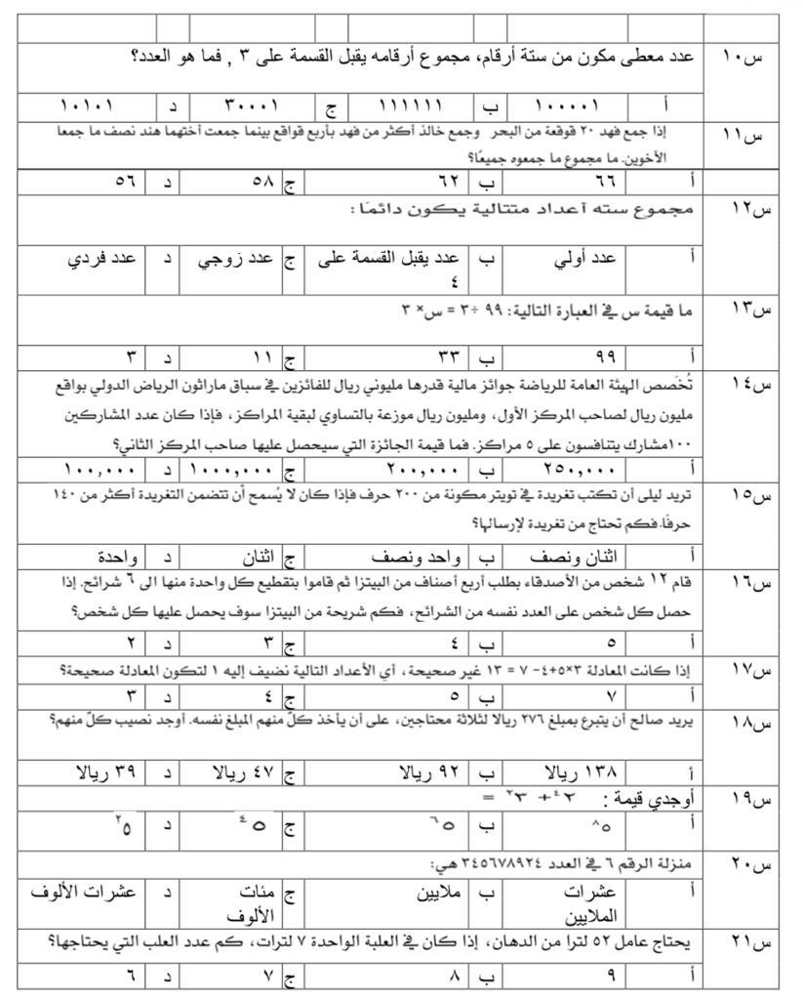 س١٠ عدد معطى مكون من ستة أرقام، مجموع أرقامه يقبل القسمة على ٣ , فما هو العدد؟
أ ١٠٠٠٠١ ب ١١١١١١ ج ٣٠٠٠١ د ١٠١٠١
س١١ إذا جمع فهد ٢٠ قوقعة من البحر وجمع خالد أكثر من فهد بأربع قواقع بينما جمعت أختهما هند نصف ما جمعا
الأخوين. ما مجموع ما جمعوه جميعًا؟
أ ٦٦ ب ٦٢ ج ٥٨ د ٥٦
س١٢ مجموع سته أعداد متتالية يكون دائمًا :
أ عدد أولي ب عدد يقبل القسمة على ج عدد زوجي د عدد فردي
٤
س١٣ ما قيمة س في العبارة التالية: ٩٩ ÷ ٣ = س× ٣
أ ٩٩ ب ٣٣ ج ١١ د ٣
س١٤ تُخصص الهيئة العامة للرياضة جوائز مالية قدرها مليوني ريال للفائزين في سباق ماراثون الرياض الدولي بواقع
مليون ريال لصاحب المركز الأول، ومليون ريال موزعة بالتساوي لبقية المراكز، فإذا كان عدد المشاركين
١٠٠مشارك يتنافسون على ٥ مراكز. فما قيمة الجائزة التي سيحصل عليها صاحب المركز الثاني؟
أ ٢٥٠,٠٠٠ ب ٢٠٠,٠٠٠ ج ١٠٠٠,٠٠٠ د ١٠٠,٠٠٠
س١٥ تريد ليلى أن تكتب تغريدة في تويتر مكونة من ٢٠٠ حرف فإذا كان لا يُسمح أن تتضمن التغريدة أكثر من ١٤٠
حرفًا.فكم تحتاج من تغريدة لإرسالها؟
أ اثنان ونصف ب واحد ونصف ج اثنان د واحدة
س١٦ قام ١٢ شخص من الأصدقاء بطلب أربع أصناف من البيتزا ثم قاموا بتقطيع كل واحدة منها الى ٦ شرائح. إذا
حصل كل شخص على العدد نفسه من الشرائح، فكم شريحة من البيتزا سوف يحصل عليها كل شخص؟
أ ٥ ب ٤ ج ٣ د ٢
س١٧ إذا كانت المعادلة ٣×٥+٤- ٧ = ١٣ غير صحيحة، أي الأعداد التالية نضيف إليه ١ لتكون المعادلة صحيحة؟
أ ٧ ب ٥ ج ٤ د ٣
س١٨ يريد صالح أن يتبرع بمبلغ ٢٧٦ ريالا لثلاثة محتاجين، على أن يأخذ كلٌ منهم المبلغ نفسه. أوجد نصيب كلٌ منهم؟
أ ١٣٨ ريالا ب ٩٢ ريالا ج ٤٧ ريالا د ٣٩ ريالا
س١٩ أوجدي قيمة : ٢⁴+ ٣² =
أ ٥⁸ ب ٥⁶ ج ٥⁴ د ٥²
س٢٠ منزلة الرقم ٦ في العدد ٣٤٥٦٧٨٩٢٤ هي:
أ عشرات ب ملايين ج مئات د عشرات الألوف
الملايين الألوف
س٢١ يحتاج عامل ٥٢ لترا من الدهان، إذا كان في العلبة الواحدة ٧ لترات، كم عدد العلب التي يحتاجها؟
أ ٩ ب ٨ ج ٧ د ٦